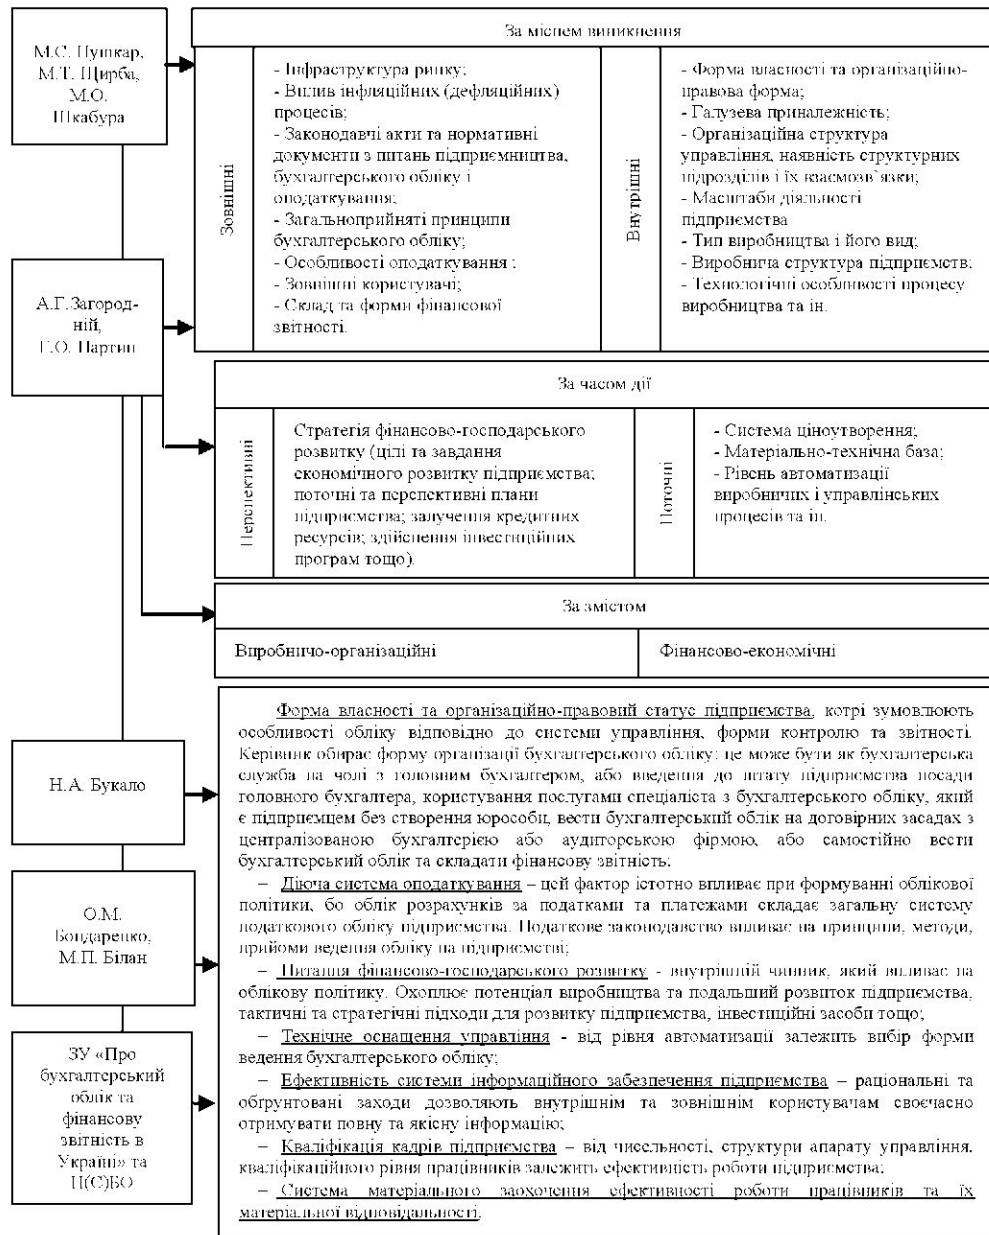 М.С. Пушкар,
М.Т. Щирба,
М.О.
Шкабура
За місцем виникнення
Зовнішні
- Інфраструктура ринку;
- Вплив інфляційних (дефляційних)
процесів;
- Законодавчі акти та нормативні
документи з питань підприємництва,
бухгалтерського обліку і
оподаткування;
- Загальноприйняті принципи
бухгалтерського обліку;
- Особливості оподаткування ;
- Зовнішні користувачі;
- Склад та форми фінансової
звітності.
Внутрішні
- Форма власності та організаційно-
правова форма;
- Галузева приналежність;
- Організаційна структура
управління, наявність структурних
підрозділів і їх взаємозв`язки;
- Масштаби діяльності
підприємства
- Тип виробництва і його вид;
- Виробнича структура підприємств;
- Технологічні особливості процесу
виробництва та ін.
А.Г.Загород-
ній,
Г.О. Партин
За часом дії
Перспективні
Стратегія фінансово-господарського
розвитку (цілі та завдання
економічного розвитку підприємства;
поточні та перспективні плани
підприємства; залучення кредитних
ресурсів; здійснення інвестиційних
програм тощо).
Поточні
- Система ціноутворення;
- Матеріально-технічна база;
- Рівень автоматизації
виробничих і управлінських
процесів та ін.
За змістом
Виробничо-організаційні
Фінансово-економічні
Н.А. Букало
О.М.
Бондаренко,
М.П. Білан
ЗУ «Про
бухгалтерський
облік та
фінансову
звітність в
Україні» та
П(С)БО
Форма власності та організаційно-правовий статус підприємства, котрі зумовлюють
особливості обліку відповідно до системи управління, форми контролю та звітності.
Керівник обирає форму організації бухгалтерського обліку: це може бути як бухгалтерська
служба на чолі з головним бухгалтером, або введення до штату підприємства посади
головного бухгалтера, користування послугами спеціаліста з бухгалтерського обліку, який
є підприємцем без створення юрособи, вести бухгалтерський облік на договірних засадах з
централізованою бухгалтерією або аудиторською фірмою, або самостійно вести
бухгалтерський облік та складати фінансову звітність;
– Діюча система оподаткування – цей фактор істотно впливає при формуванні облікової
політики, бо облік розрахунків за податками та платежами складає загальну систему
податкового обліку підприємства. Податкове законодавство впливає на принципи, методи,
прийоми ведення обліку на підприємстві;
– Питання фінансово-господарського розвитку - внутрішній чинник, який впливає на
облікову політику. Охоплює потенціал виробництва та подальший розвиток підприємства,
тактичні та стратегічні підходи для розвитку підприємства, інвестиційні засоби тощо;
– Технічне оснащення управління - від рівня автоматизації залежить вибір форми
ведення бухгалтерського обліку;
– Ефективність системи інформаційного забезпечення підприємства – раціональні та
обґрунтовані заходи дозволяють внутрішнім та зовнішнім користувачам своєчасно
отримувати повну та якісну інформацію;
– Кваліфікація кадрів підприємства – від чисельності, структури апарату управління,
кваліфікаційного рівня працівників залежить ефективність роботи підприємства;
– Система матеріального заохочення ефективності роботи працівників та їх
матеріальної відповідальності.